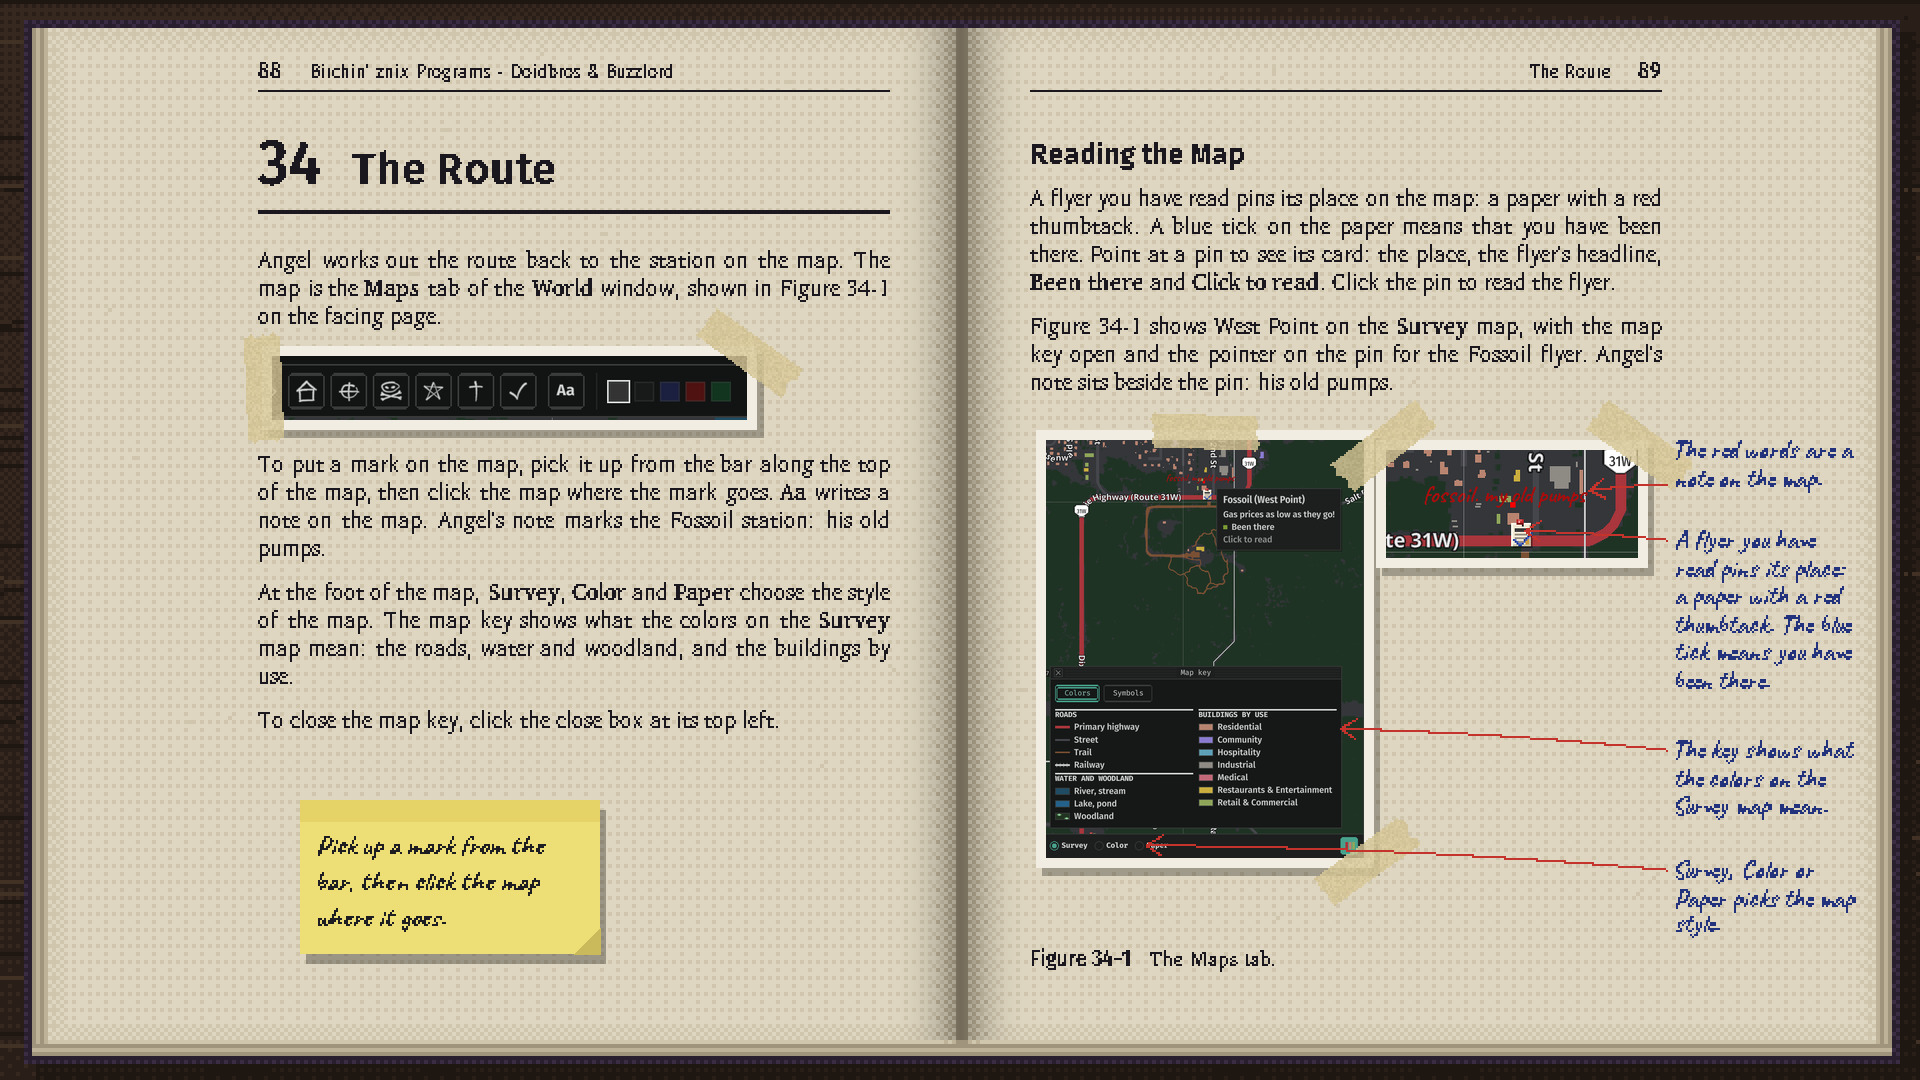 88 Birchin' znix Programs - Doidbros & Buzzlord
34 The Route
Angel works out the route back to the station on the map. The
map is the Maps tab of the World window, shown in Figure 34-1
on the facing page.
Aa
To put a mark on the map, pick it up from the bar along the top
of the map, then click the map where the mark goes. Aa writes a
note on the map. Angel's note marks the Fossoil station: his old
pumps.
At the foot of the map, Survey, Color and Paper choose the style
of the map. The map key shows what the colors on the Survey
map mean: the roads, water and woodland, and the buildings by
use.
To close the map key, click the close box at its top left.
Pick up a mark from the
bar, then click the map
where it goes.
The Route 89
Reading the Map
A flyer you have read pins its place on the map: a paper with a red
thumbtack. A blue tick on the paper means that you have been
there. Point at a pin to see its card: the place, the flyer's headline,
Been there and Click to read. Click the pin to read the flyer.
Figure 34-1 shows West Point on the Survey map, with the map
key open and the pointer on the pin for the Fossoil flyer. Angel's
note sits beside the pin: his old pumps.
31W
Highway (Route 31W)
31W
Fossoil (West Point)
Gas prices as low as they go!
Been there
Click to read
Map key
Colors Symbols
ROADS
Primary highway
Street
Trail
Railway
WATER AND WOODLAND
River, stream
Lake, pond
Woodland
BUILDINGS BY USE
Residential
Community
Hospitality
Industrial
Medical
Restaurants & Entertainment
Retail & Commercial
Survey Color Paper
St
31W
fossoil. my old pumps
te 31W)
The red words are a
note on the map.
A flyer you have
read pins its place:
a paper with a red
thumbtack. The blue
tick means you have
been there.
The key shows what
the colors on the
Survey map mean.
Survey, Color or
Paper picks the map
style.
Figure 34-1 The Maps tab.